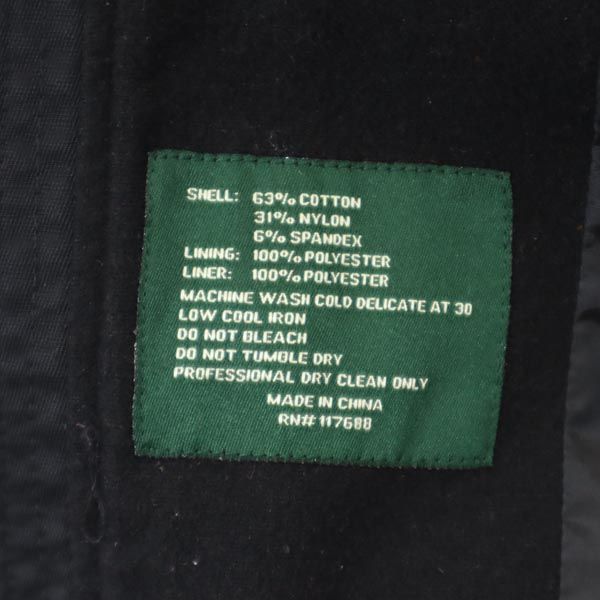 SHELL: 63% COTTON
31% NYLON
6% SPANDEX
LINING: 100% POLYESTER
LINER: 100% POLYESTER
MACHINE WASH COLD DELICATE AT 30
LOW COOL IRON
DO NOT BLEACH
DO NOT TUMBLE DRY
PROFESSIONAL DRY CLEAN ONLY
MADE IN CHINA
RN# 117688